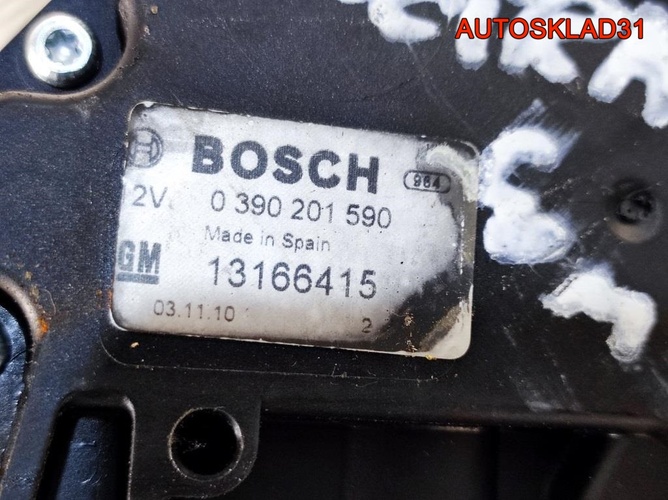 AUTOSKLAD31
BOSCH 964
2V 0 390 201 590
Made in Spain
GM 13166415
03.11.10 2